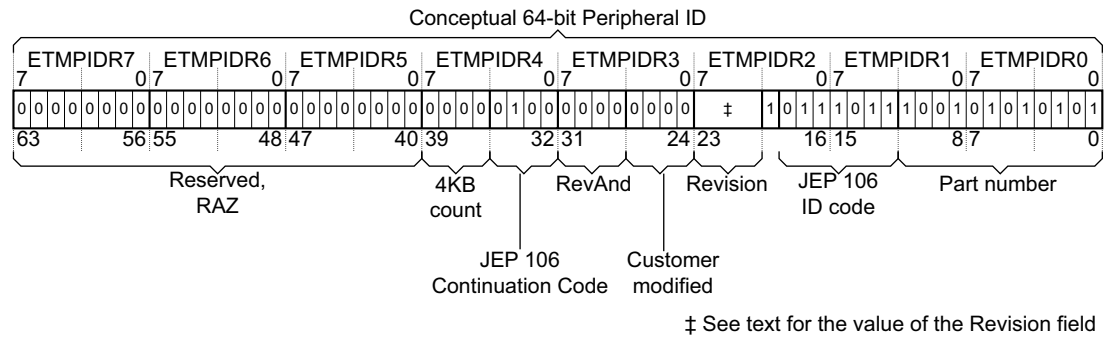 Conceptual 64-bit Peripheral ID
ETMPIDR7 ETMPIDR6 ETMPIDR5 ETMPIDR4 ETMPIDR3 ETMPIDR2 ETMPIDR1 ETMPIDR0
7 0 7 0 7 0 7 0 7 0 7 0 7 0 7 0
0 0 0 0 0 0 0 0 0 0 0 0 0 0 0 0 0 0 0 0 0 0 0 0 0 0 0 0 0 1 0 0 0 0 0 0 0 0 0 0 ‡ 1 0 1 1 1 0 1 1 1 0 0 1 0 1 0 1 0 1 0 1
63 56 55 48 47 40 39 32 31 24 23 16 15 8 7 0
Reserved, RAZ
4KB count
RevAnd
Revision
JEP 106 ID code
Part number
JEP 106 Continuation Code
Customer modified
‡ See text for the value of the Revision field